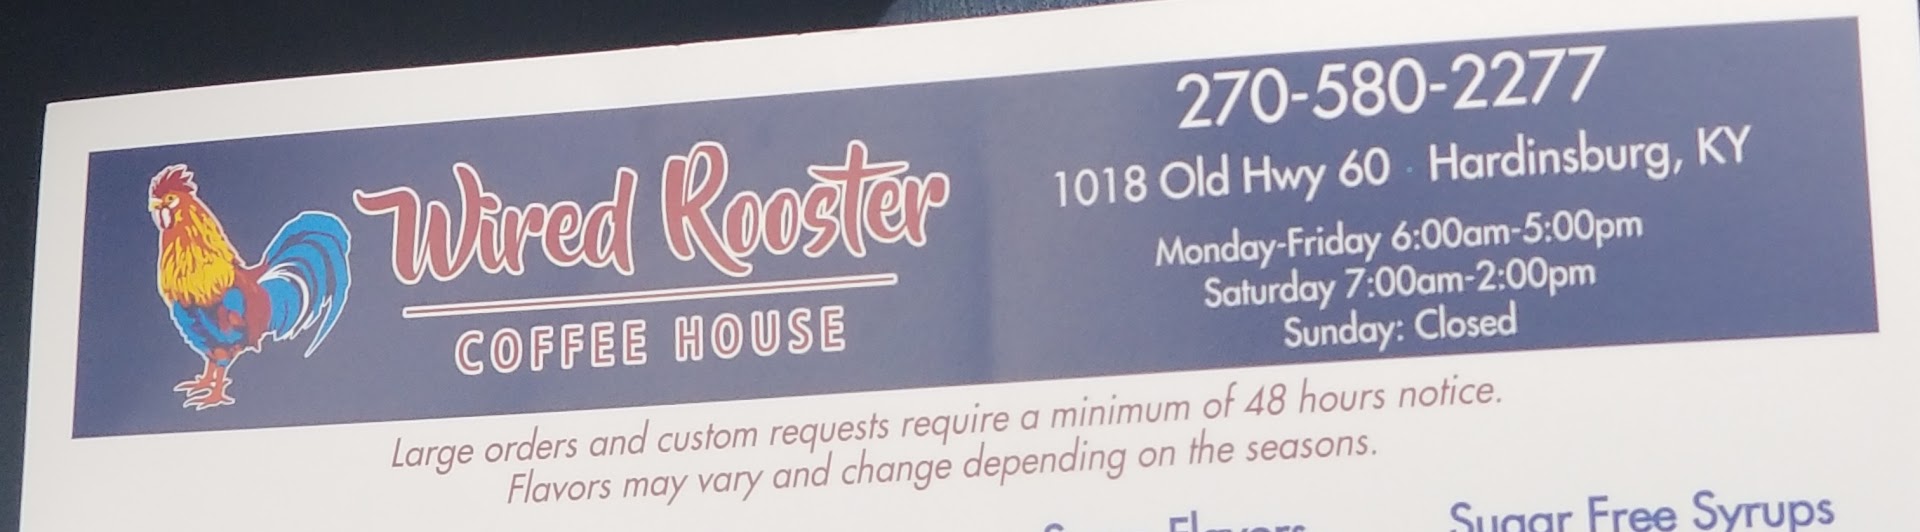 Wired Rooster
COFFEE HOUSE
270-580-2277
1018 Old Hwy 60 · Hardinsburg, KY
Monday-Friday 6:00am-5:00pm
Saturday 7:00am-2:00pm
Sunday: Closed
Large orders and custom requests require a minimum of 48 hours notice.
Flavors may vary and change depending on the seasons.
Flavors
Sugar Free Syrups